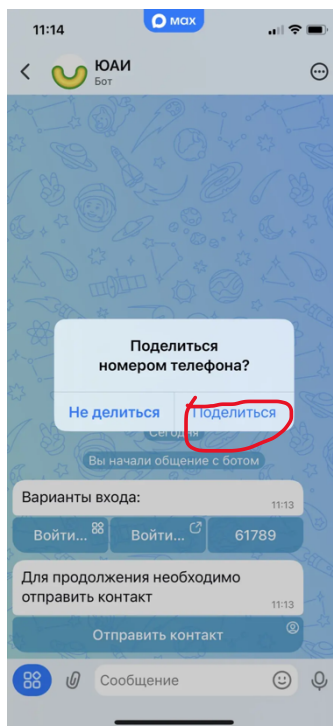 11:14
max
ЮАИ
Бот
Поделиться
номером телефона?
Не делиться
Поделиться
Сегодня
Вы начали общение с ботом
Варианты входа:
11:13
Войти...
Войти...
61789
Для продолжения необходимо
отправить контакт
11:13
Отправить контакт
Сообщение